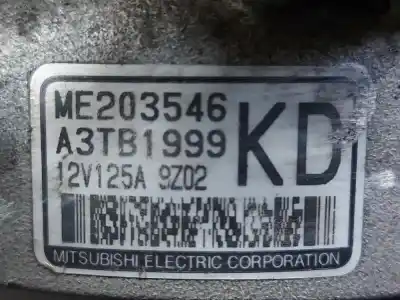 ME203546
A3TB1999
KD
12V125A 9Z02
MITSUBISHI ELECTRIC CORPORATION